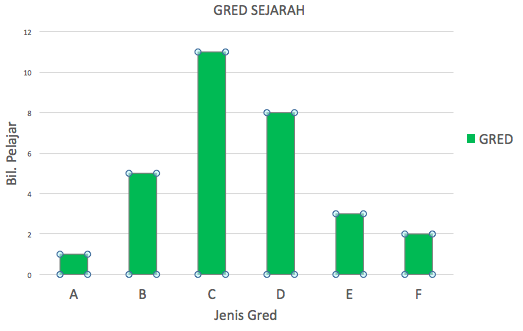 GRED SEJARAH
12
10
8
6
4
2
0
Bil. Pelajar
A B C D E F
Jenis Gred
GRED